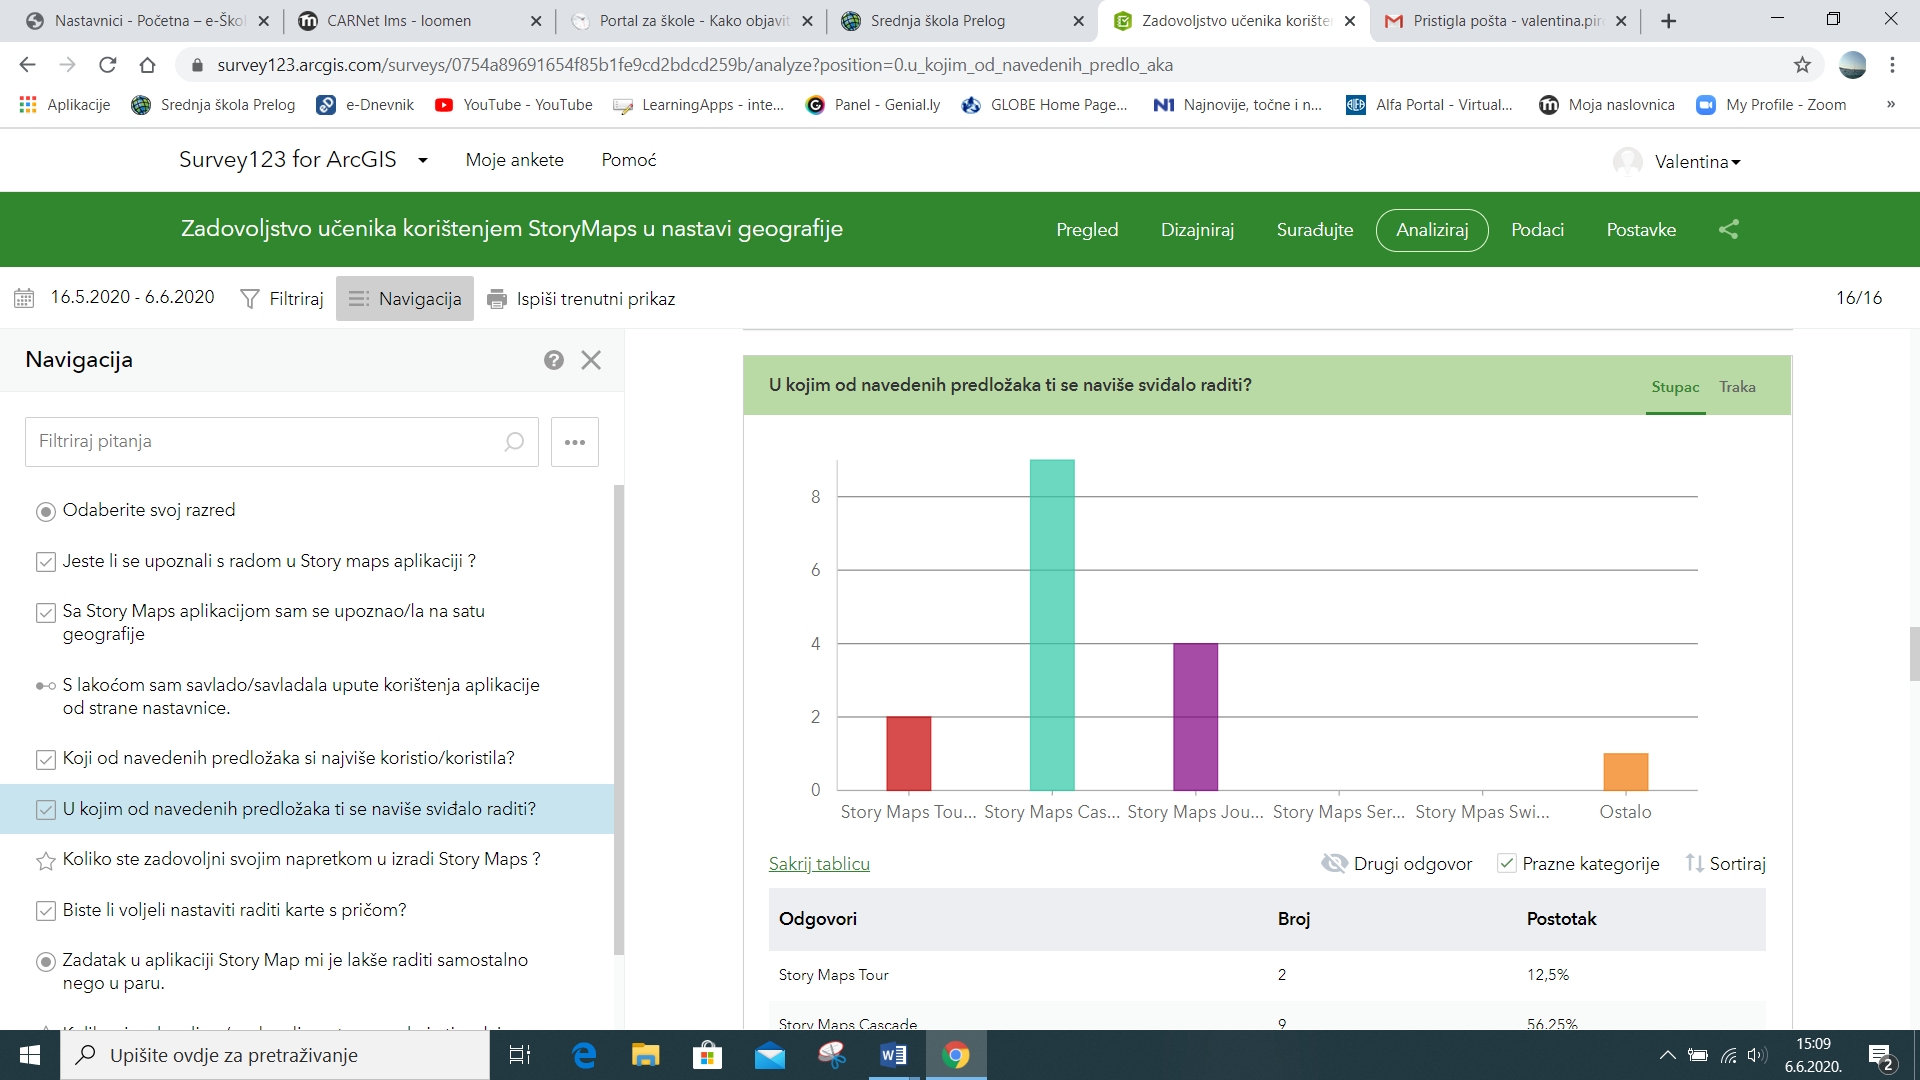 Nastavnici - Početna – e-Ško
CARNet lms - loomen
Portal za škole - Kako objavit
Srednja škola Prelog
Zadovoljstvo učenika korište
Pristigla pošta - valentina.pir
survey123.arcgis.com/surveys/0754a89691654f85b1fe9cd2bdcd259b/analyze?position=0.u_kojim_od_navedenih_predlo_aka
Aplikacije
Srednja škola Prelog
e-Dnevnik
YouTube - YouTube
LearningApps - inte...
Panel - Genial.ly
GLOBE Home Page...
N1 Najnovije, točne i n...
Alfa Portal - Virtual...
Moja naslovnica
My Profile - Zoom
»
Survey123 for ArcGIS
Moje ankete
Pomoć
Valentina
Zadovoljstvo učenika korištenjem StoryMaps u nastavi geografije
Pregled
Dizajniraj
Surađujte
Analiziraj
Podaci
Postavke
16.5.2020 - 6.6.2020
Filtriraj
Navigacija
Ispiši trenutni prikaz
16/16
Navigacija
Filtriraj pitanja
Odaberite svoj razred
Jeste li se upoznali s radom u Story maps aplikaciji ?
Sa Story Maps aplikacijom sam se upoznao/la na satu
geografije
S lakoćom sam savlado/savladala upute korištenja aplikacije
od strane nastavnice.
Koji od navedenih predložaka si najviše koristio/koristila?
U kojim od navedenih predložaka ti se naviše sviđalo raditi?
Koliko ste zadovoljni svojim napretkom u izradi Story Maps ?
Biste li voljeli nastaviti raditi karte s pričom?
Zadatak u aplikaciji Story Map mi je lakše raditi samostalno
nego u paru.
U kojim od navedenih predložaka ti se naviše sviđalo raditi?
Stupac
Traka
8
6
4
2
0
Story Maps Tou...
Story Maps Cas...
Story Maps Jou...
Story Maps Ser...
Story Mpas Swi...
Ostalo
Sakrij tablicu
Drugi odgovor
Prazne kategorije
Sortiraj
Odgovori
Broj
Postotak
Story Maps Tour
2
12,5%
Story Maps Cascade
9
56,25%
Upišite ovdje za pretraživanje
15:09
6.6.2020.
2